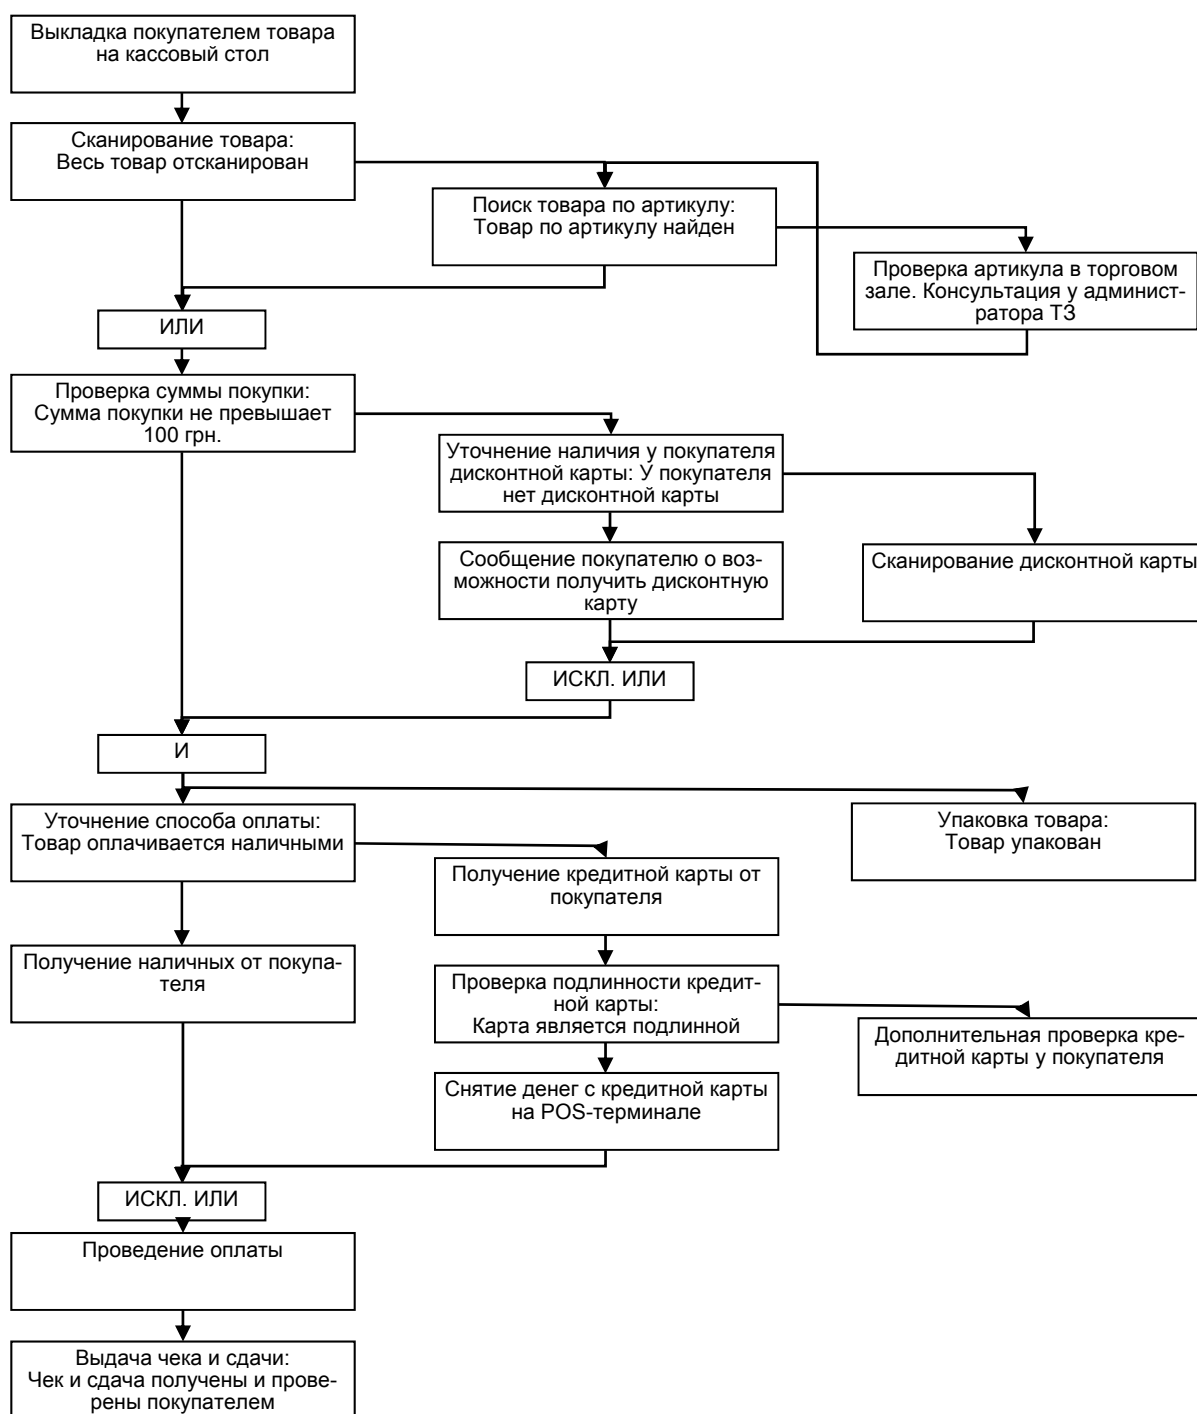 Выкладка покупателем товара
на кассовый стол
Сканирование товара:
Весь товар отсканирован
Поиск товара по артикулу:
Товар по артикулу найден
Проверка артикула в торговом
зале. Консультация у админист-
ратора ТЗ
ИЛИ
Проверка суммы покупки:
Сумма покупки не превышает
100 грн.
Уточнение наличия у покупателя
дисконтной карты: У покупателя
нет дисконтной карты
Сообщение покупателю о воз-
можности получить дисконтную
карту
Сканирование дисконтной карты
ИСКЛ. ИЛИ
И
Уточнение способа оплаты:
Товар оплачивается наличными
Упаковка товара:
Товар упакован
Получение кредитной карты от
покупателя
Получение наличных от покупа-
теля
Проверка подлинности кредит-
ной карты:
Карта является подлинной
Дополнительная проверка кре-
дитной карты у покупателя
Снятие денег с кредитной карты
на POS-терминале
ИСКЛ. ИЛИ
Проведение оплаты
Выдача чека и сдачи:
Чек и сдача получены и прове-
рены покупателем